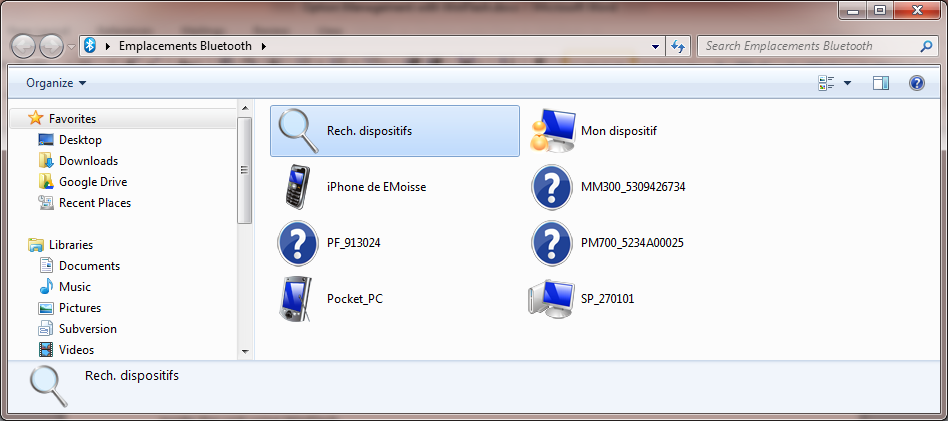 Emplacements Bluetooth
Search Emplacements Bluetooth
Organize
Favorites
Desktop
Downloads
Google Drive
Recent Places
Libraries
Documents
Music
Pictures
Subversion
Videos
Rech. dispositifs
Mon dispositif
iPhone de EMoisse
MM300_5309426734
PF_913024
PM700_5234A00025
Pocket_PC
SP_270101
Rech. dispositifs